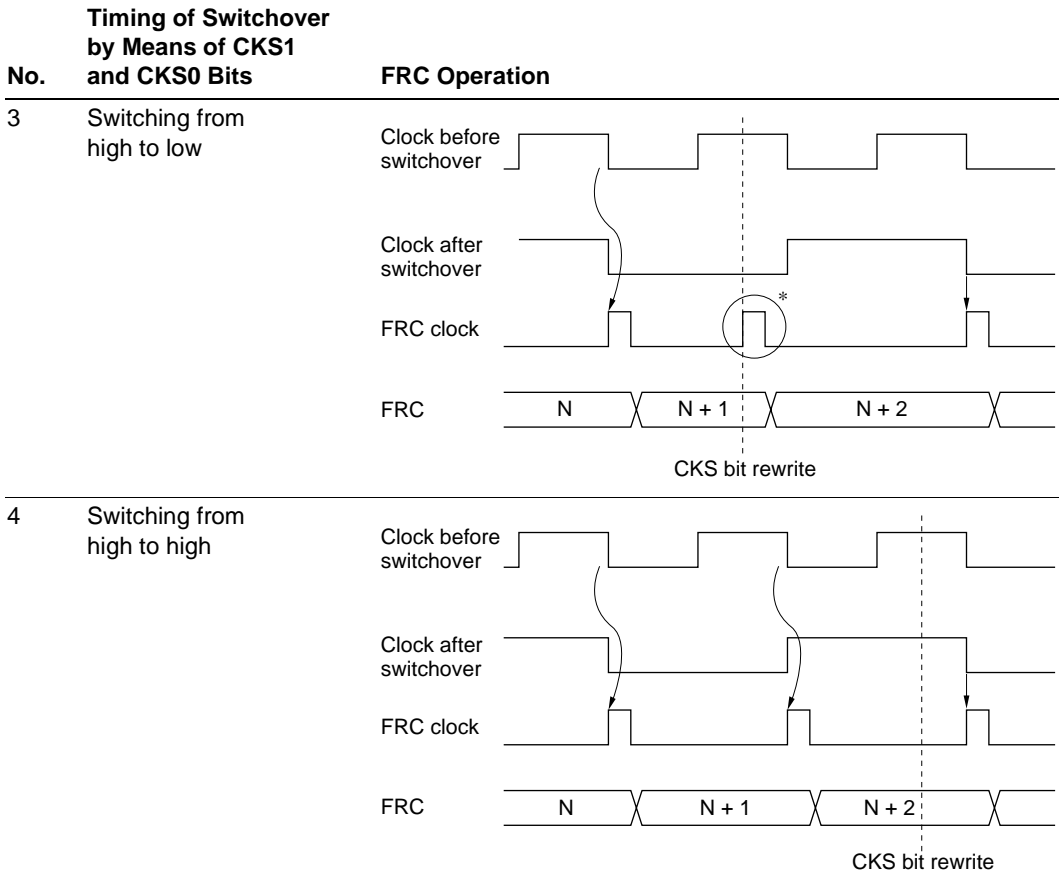 Timing of Switchover
by Means of CKS1
No. and CKS0 Bits FRC Operation
3 Switching from
high to low
Clock before
switchover
Clock after
switchover
*
FRC clock
FRC N N + 1 N + 2
CKS bit rewrite
4 Switching from
high to high
Clock before
switchover
Clock after
switchover
FRC clock
FRC N N + 1 N + 2
CKS bit rewrite